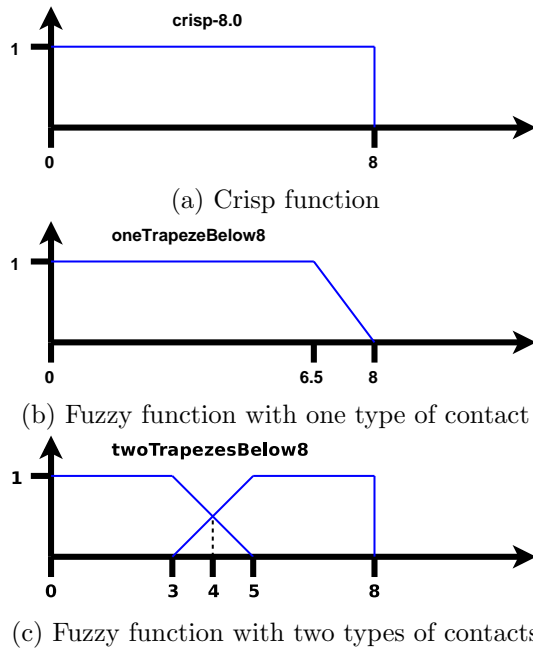 crisp-8.0
1
0 8
(a) Crisp function
oneTrapezeBelow8
1
0 6.5 8
(b) Fuzzy function with one type of contact
twoTrapezesBelow8
1
0 3 4 5 8
(c) Fuzzy function with two types of contacts